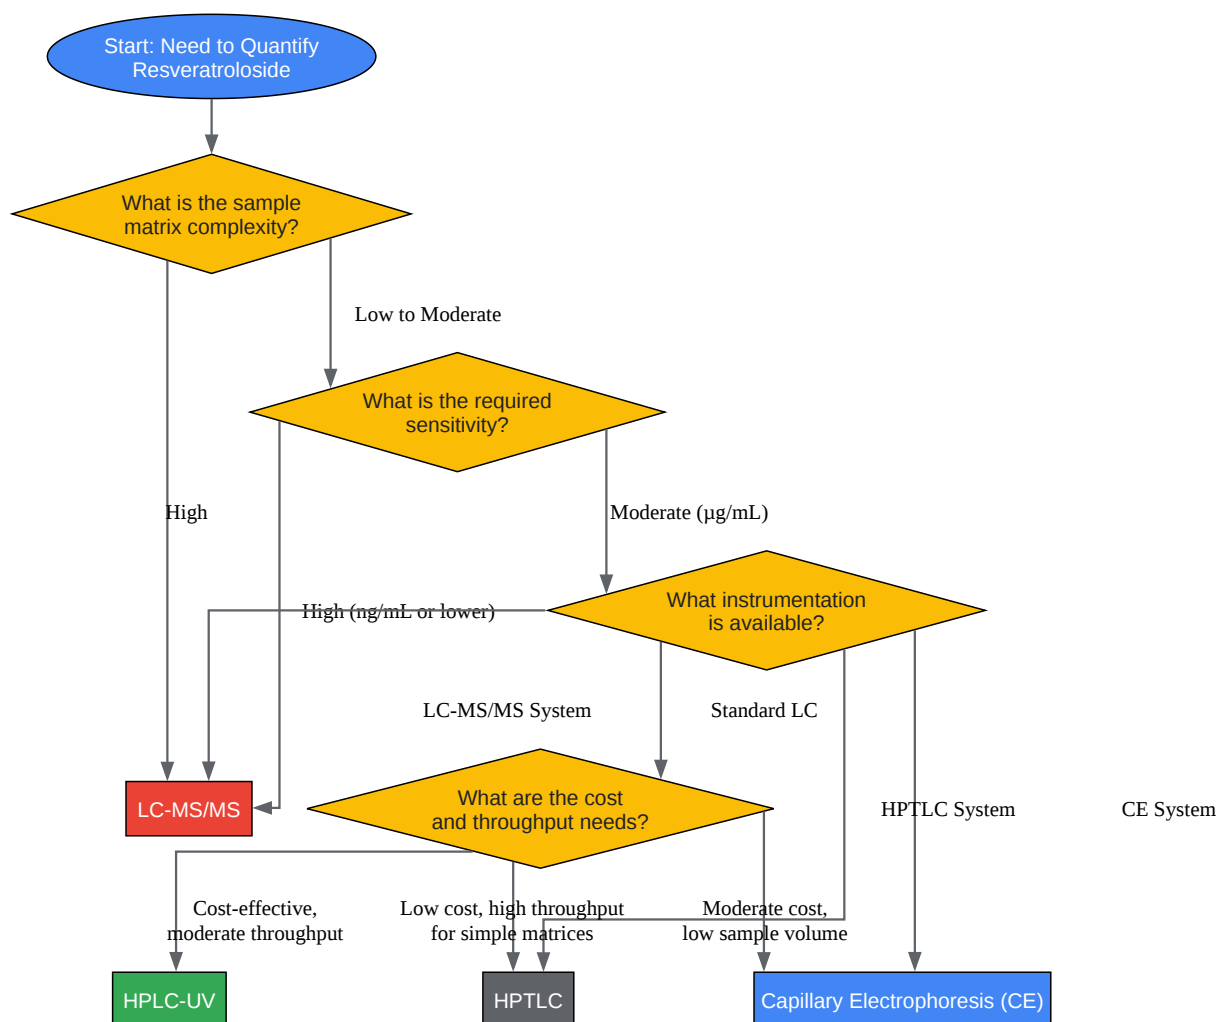 Start: Need to Quantify
Resveratroloside
What is the sample
matrix complexity?
Low to Moderate
What is the required
sensitivity?
High
Moderate (µg/mL)
What instrumentation
is available?
High (ng/mL or lower)
LC-MS/MS System
Standard LC
What are the cost
and throughput needs?
LC-MS/MS
HPTLC System
CE System
Cost-effective,
moderate throughput
Low cost, high throughput
for simple matrices
Moderate cost,
low sample volume
HPLC-UV
HPTLC
Capillary Electrophoresis (CE)